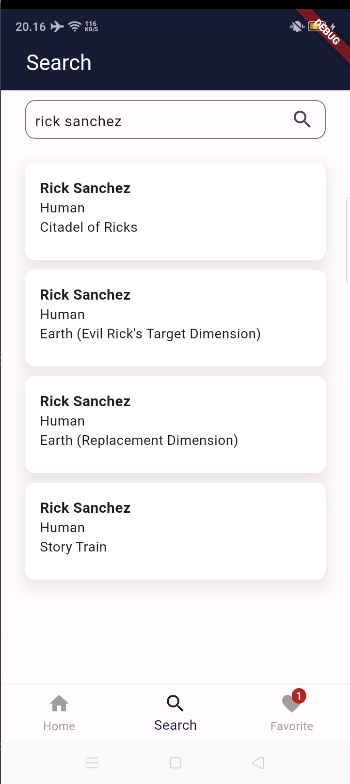 20.16
116
KB/S
DEBUG
Search
rick sanchez
Rick Sanchez
Human
Citadel of Ricks
Rick Sanchez
Human
Earth (Evil Rick's Target Dimension)
Rick Sanchez
Human
Earth (Replacement Dimension)
Rick Sanchez
Human
Story Train
1
Home
Search
Favorite